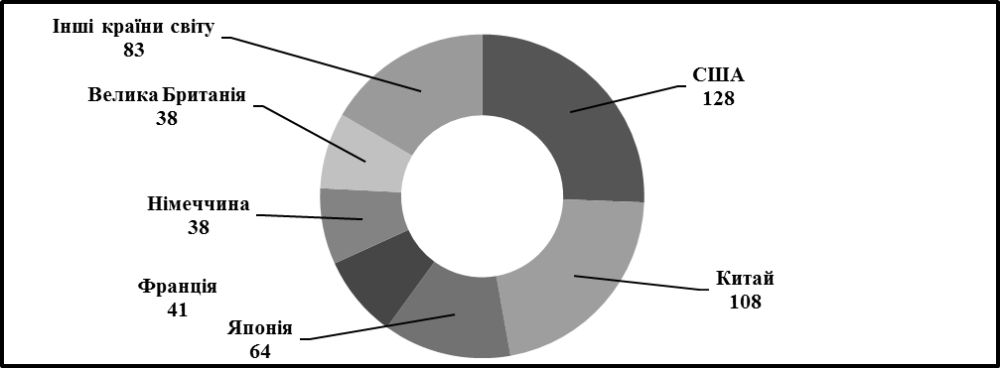 Інші країни світу
83
США
128
Велика Британія
38
Німеччина
38
Китай
108
Франція
41
Японія
64